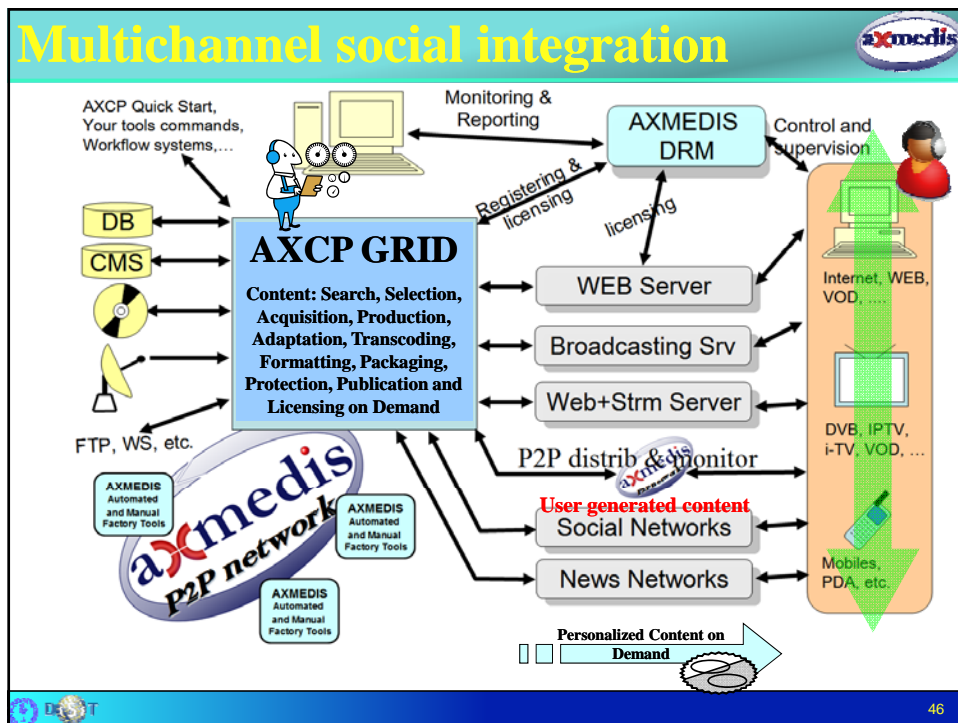 Multichannel social integration
axmedis
AXCP Quick Start,
Your tools commands,
Workflow systems,...
Monitoring &
Reporting
AXMEDIS
DRM
Control and
supervision
Registering &
licensing
licensing
DB
CMS
FTP, WS, etc.
AXCP GRID
Content: Search, Selection,
Acquisition, Production,
Adaptation, Transcoding,
Formatting, Packaging,
Protection, Publication and
Licensing on Demand
WEB Server
Broadcasting Srv
Web+Strm Server
P2P distrib & monitor
axmedis
User generated content
Social Networks
News Networks
Internet, WEB,
VOD, ....
DVB, IPTV,
i-TV, VOD, ...
Mobiles,
PDA, etc.
axmedis
P2P network
AXMEDIS
Automated
and Manual
Factory Tools
AXMEDIS
Automated
and Manual
Factory Tools
AXMEDIS
Automated
and Manual
Factory Tools
Personalized Content on
Demand
46